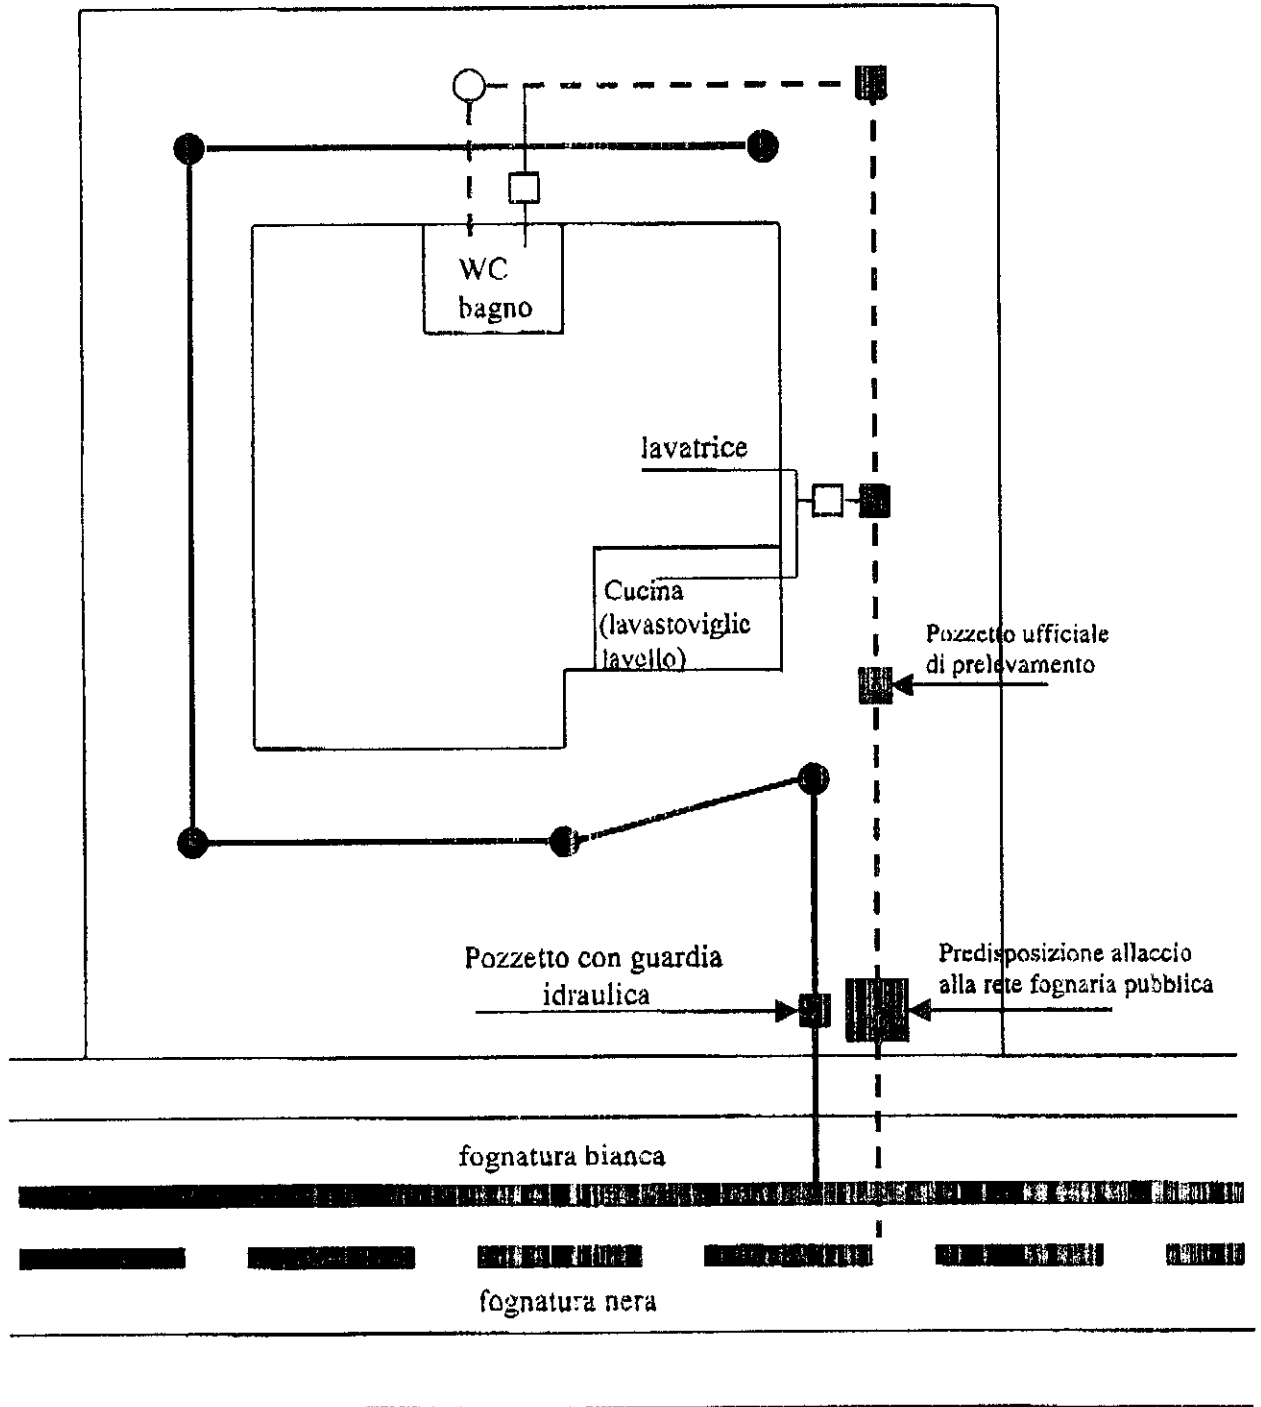 WC
bagno
lavatrice
Cucina
(lavastoviglie
lavello)
Pozzetto ufficiale
di prelevamento
Pozzetto con guardia
idraulica
Predisposizione allaccio
alla rete fognaria pubblica
fognatura bianca
fognatura nera